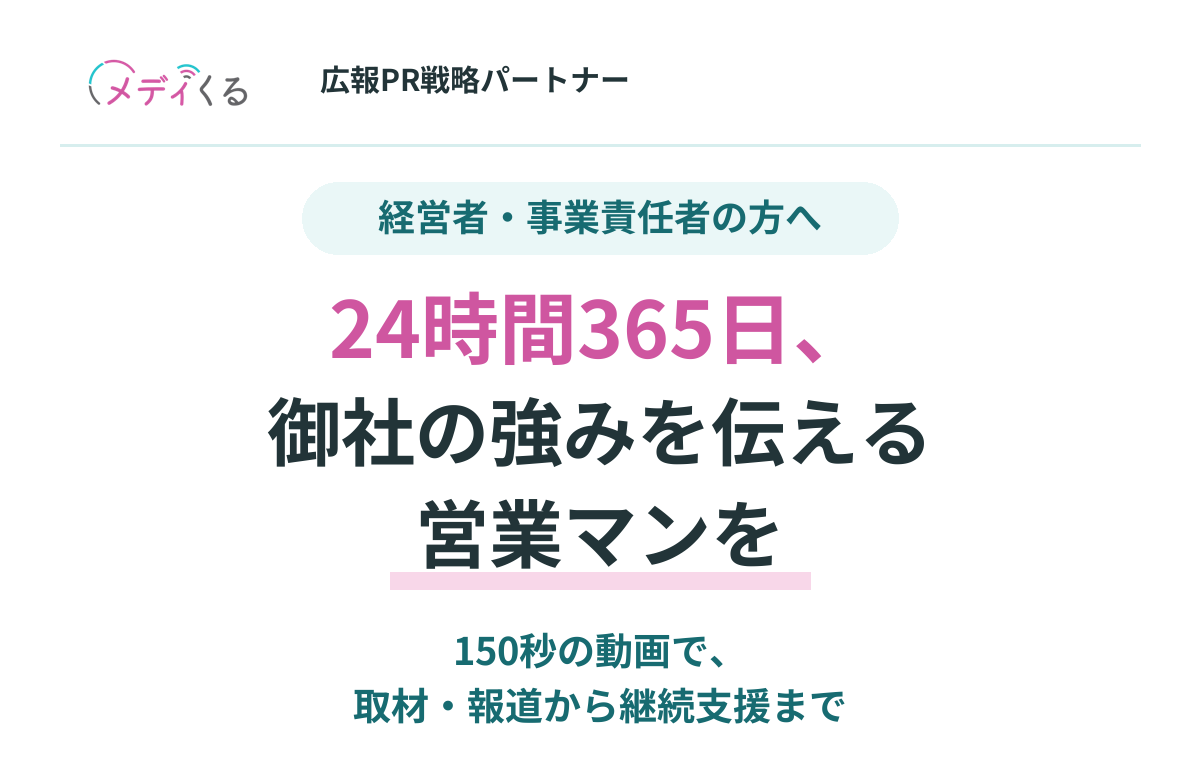 メディくる
広報PR戦略パートナー
経営者・事業責任者の方へ
24時間365日、
御社の強みを伝える
営業マンを
150秒の動画で、
取材・報道から継続支援まで